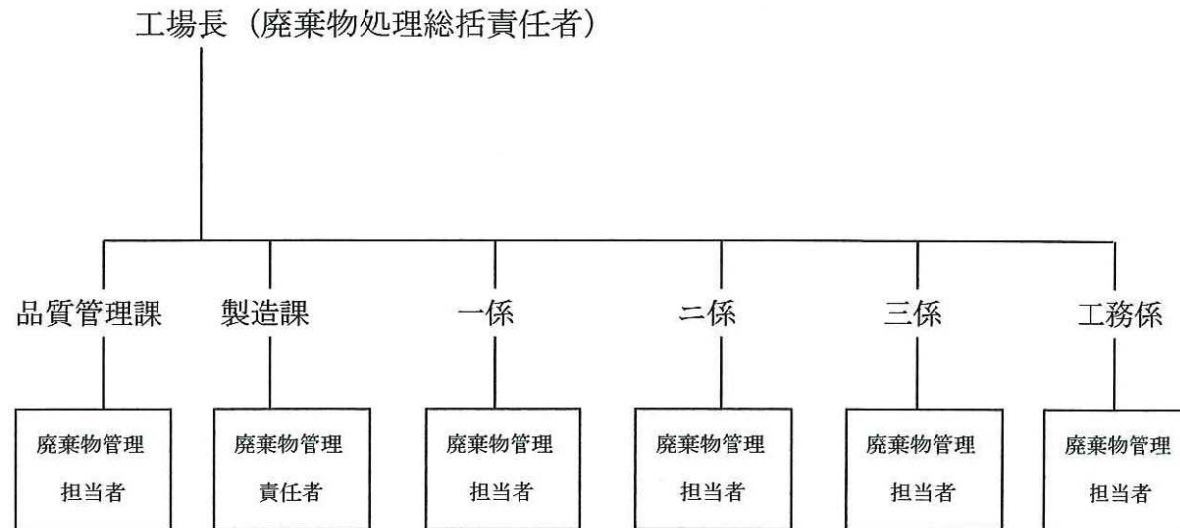 工場長（廃棄物処理総括責任者）
品質管理課
製造課
一係
ニ係
三係
工務係
廃棄物管理
担当者
廃棄物管理
責任者
廃棄物管理
担当者
廃棄物管理
担当者
廃棄物管理
担当者
廃棄物管理
担当者